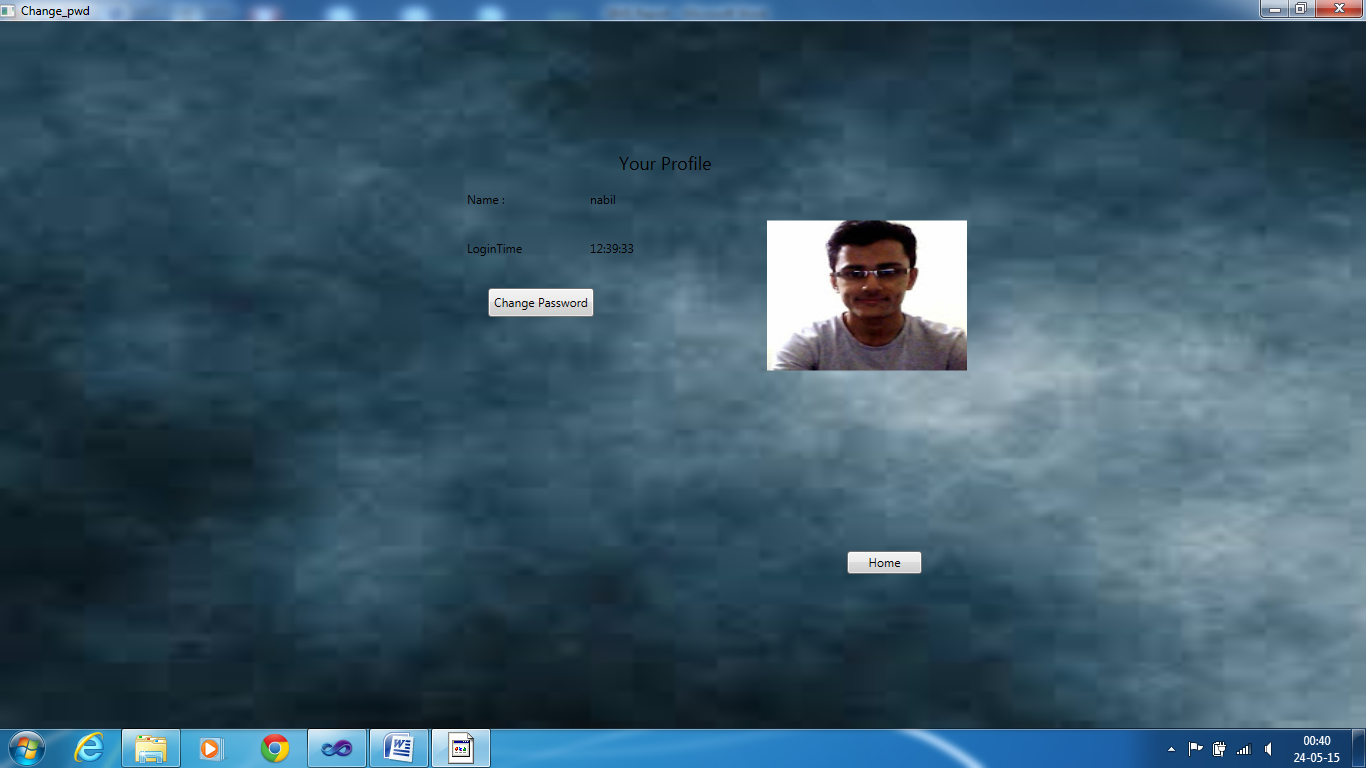 Change_pwd
Your Profile
Name : nabil
LoginTime 12:39:33
Change Password
Home
00:40
24-05-15